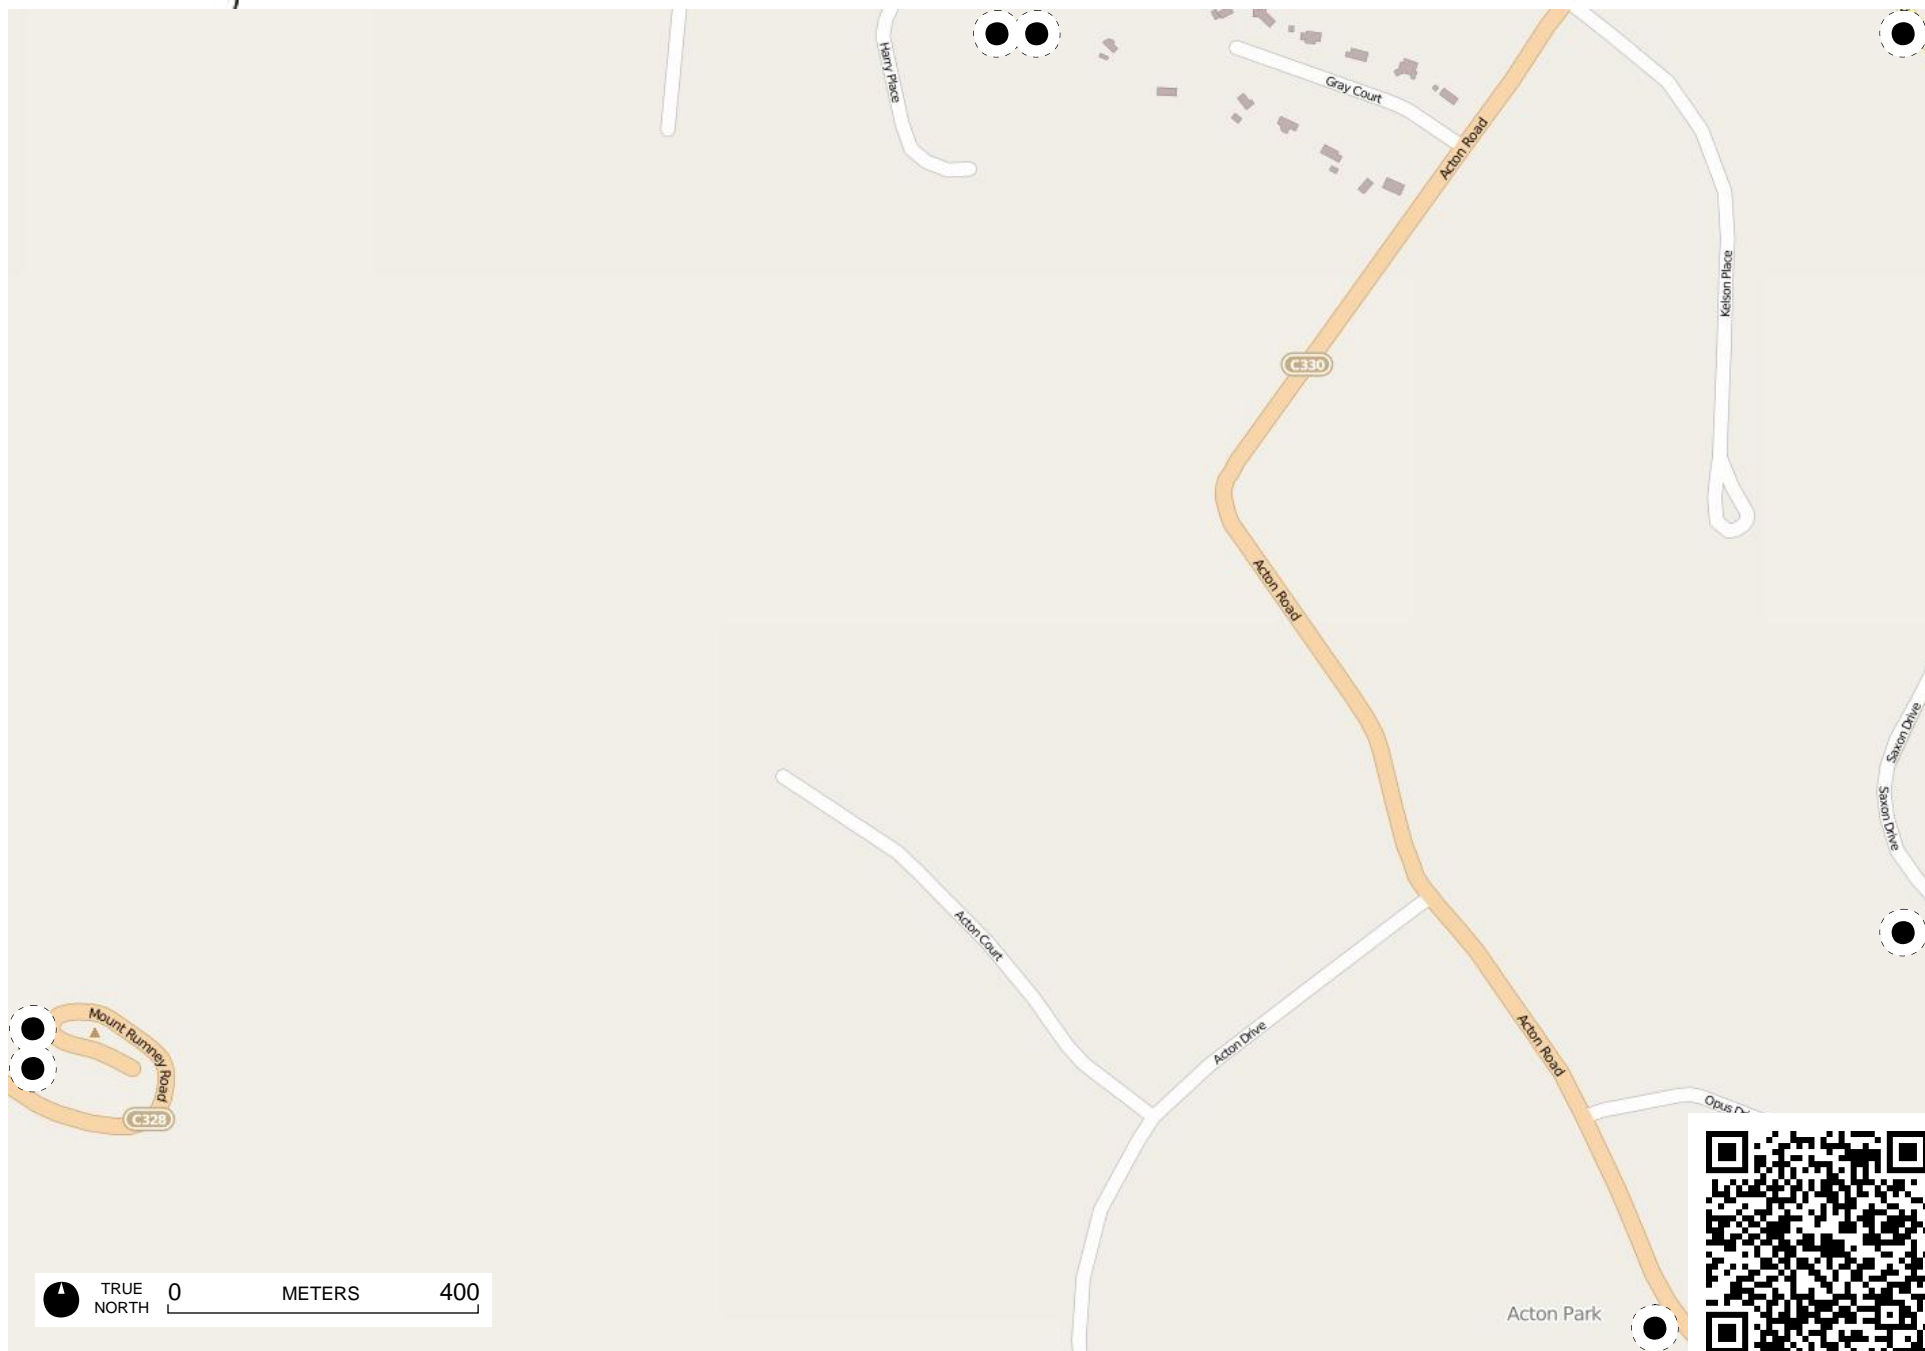 Harry Place
Gray Court
Acton Road
Kelson Place
C330
Acton Road
Saxon Drive
Saxon Drive
Acton Court
Mount Rumney Road
Acton Drive
Acton Road
C328
Opus
TRUE
NORTH
0 METERS 400
Acton Park